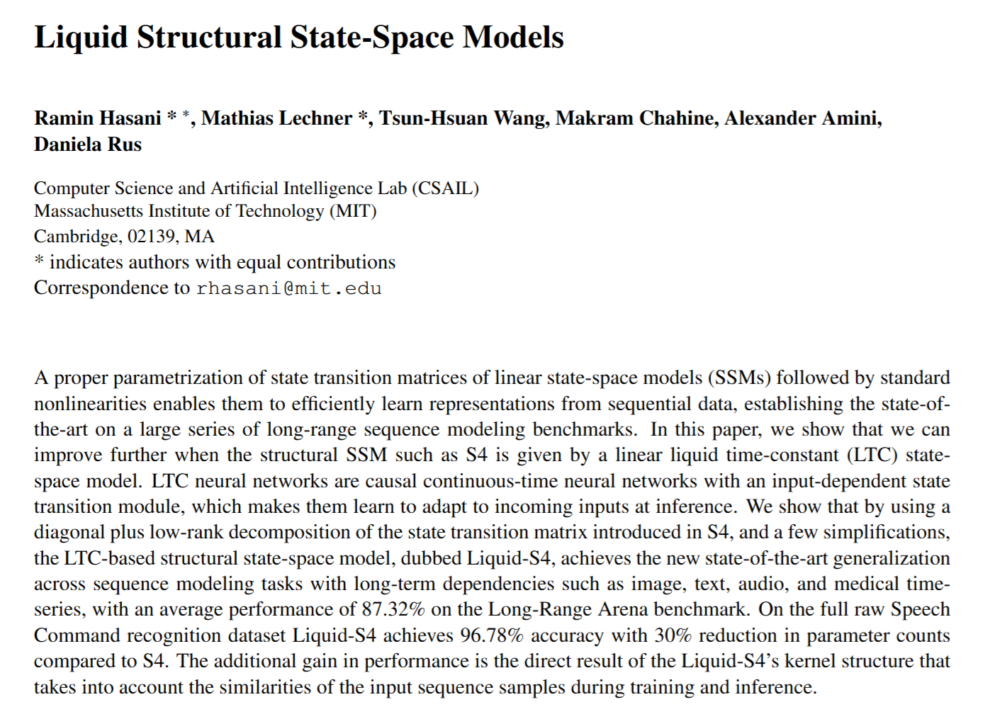 Liquid Structural State-Space Models
Ramin Hasani * *, Mathias Lechner *, Tsun-Hsuan Wang, Makram Chahine, Alexander Amini,
Daniela Rus
Computer Science and Artificial Intelligence Lab (CSAIL)
Massachusetts Institute of Technology (MIT)
Cambridge, 02139, MA
* indicates authors with equal contributions
Correspondence to rhasani@mit.edu
A proper parametrization of state transition matrices of linear state-space models (SSMs) followed by standard
nonlinearities enables them to efficiently learn representations from sequential data, establishing the state-of-
the-art on a large series of long-range sequence modeling benchmarks. In this paper, we show that we can
improve further when the structural SSM such as S4 is given by a linear liquid time-constant (LTC) state-
space model. LTC neural networks are causal continuous-time neural networks with an input-dependent state
transition module, which makes them learn to adapt to incoming inputs at inference. We show that by using a
diagonal plus low-rank decomposition of the state transition matrix introduced in S4, and a few simplifications,
the LTC-based structural state-space model, dubbed Liquid-S4, achieves the new state-of-the-art generalization
across sequence modeling tasks with long-term dependencies such as image, text, audio, and medical time-
series, with an average performance of 87.32% on the Long-Range Arena benchmark. On the full raw Speech
Command recognition dataset Liquid-S4 achieves 96.78% accuracy with 30% reduction in parameter counts
compared to S4. The additional gain in performance is the direct result of the Liquid-S4's kernel structure that
takes into account the similarities of the input sequence samples during training and inference.